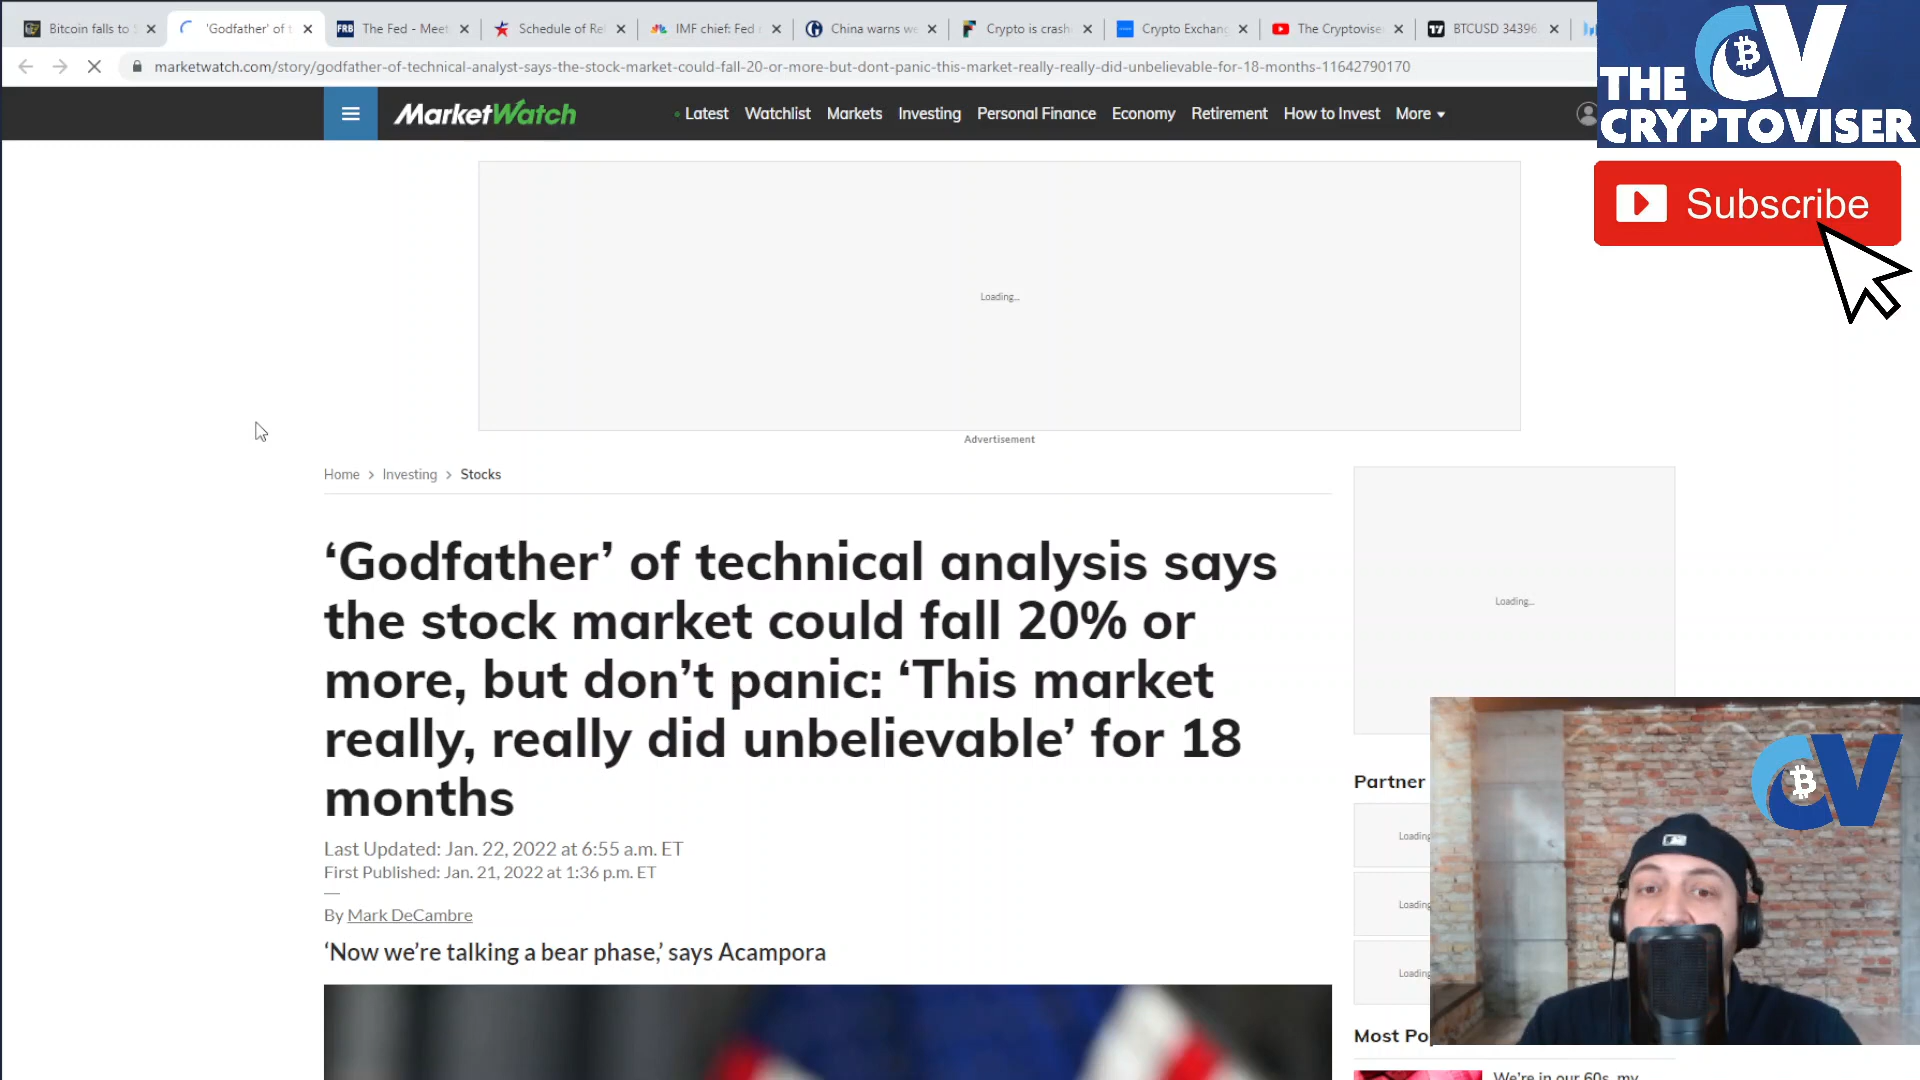 Bitcoin falls to
'Godfather' of t
FRB The Fed - Meet
Schedule of Re
IMF chief: Fed
China warns we
Crypto is crash
Crypto Exchang
The Cryptovise
BTCUSD 34396
marketwatch.com/story/godfather-of-technical-analyst-says-the-stock-market-could-fall-20-or-more-but-dont-panic-this-market-really-really-did-unbelievable-for-18-months-11642790170
MarketWatch
Latest Watchlist Markets Investing Personal Finance Economy Retirement How to Invest More
CV
THE
CRYPTOVISER
Subscribe
Loading...
Advertisement
Home > Investing > Stocks
‘Godfather’ of technical analysis says
the stock market could fall 20% or
more, but don’t panic: ‘This market
really, really did unbelievable’ for 18
months
Last Updated: Jan. 22, 2022 at 6:55 a.m. ET
First Published: Jan. 21, 2022 at 1:36 p.m. ET
By Mark DeCambre
‘Now we’re talking a bear phase,’ says Acampora
Loading...
Partner
Loading
Loading
Loading
Most Po
We’re in our 60s, my
CV